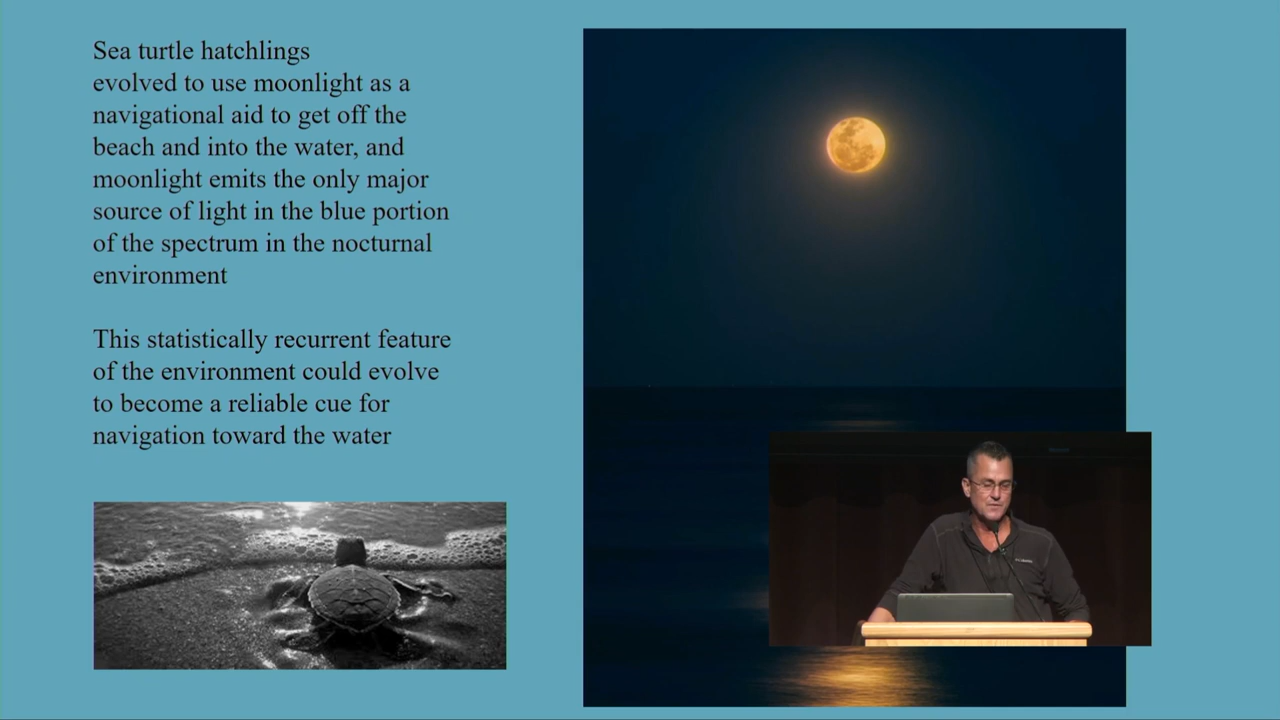 Sea turtle hatchlings
evolved to use moonlight as a
navigational aid to get off the
beach and into the water, and
moonlight emits the only major
source of light in the blue portion
of the spectrum in the nocturnal
environment
This statistically recurrent feature
of the environment could evolve
to become a reliable cue for
navigation toward the water